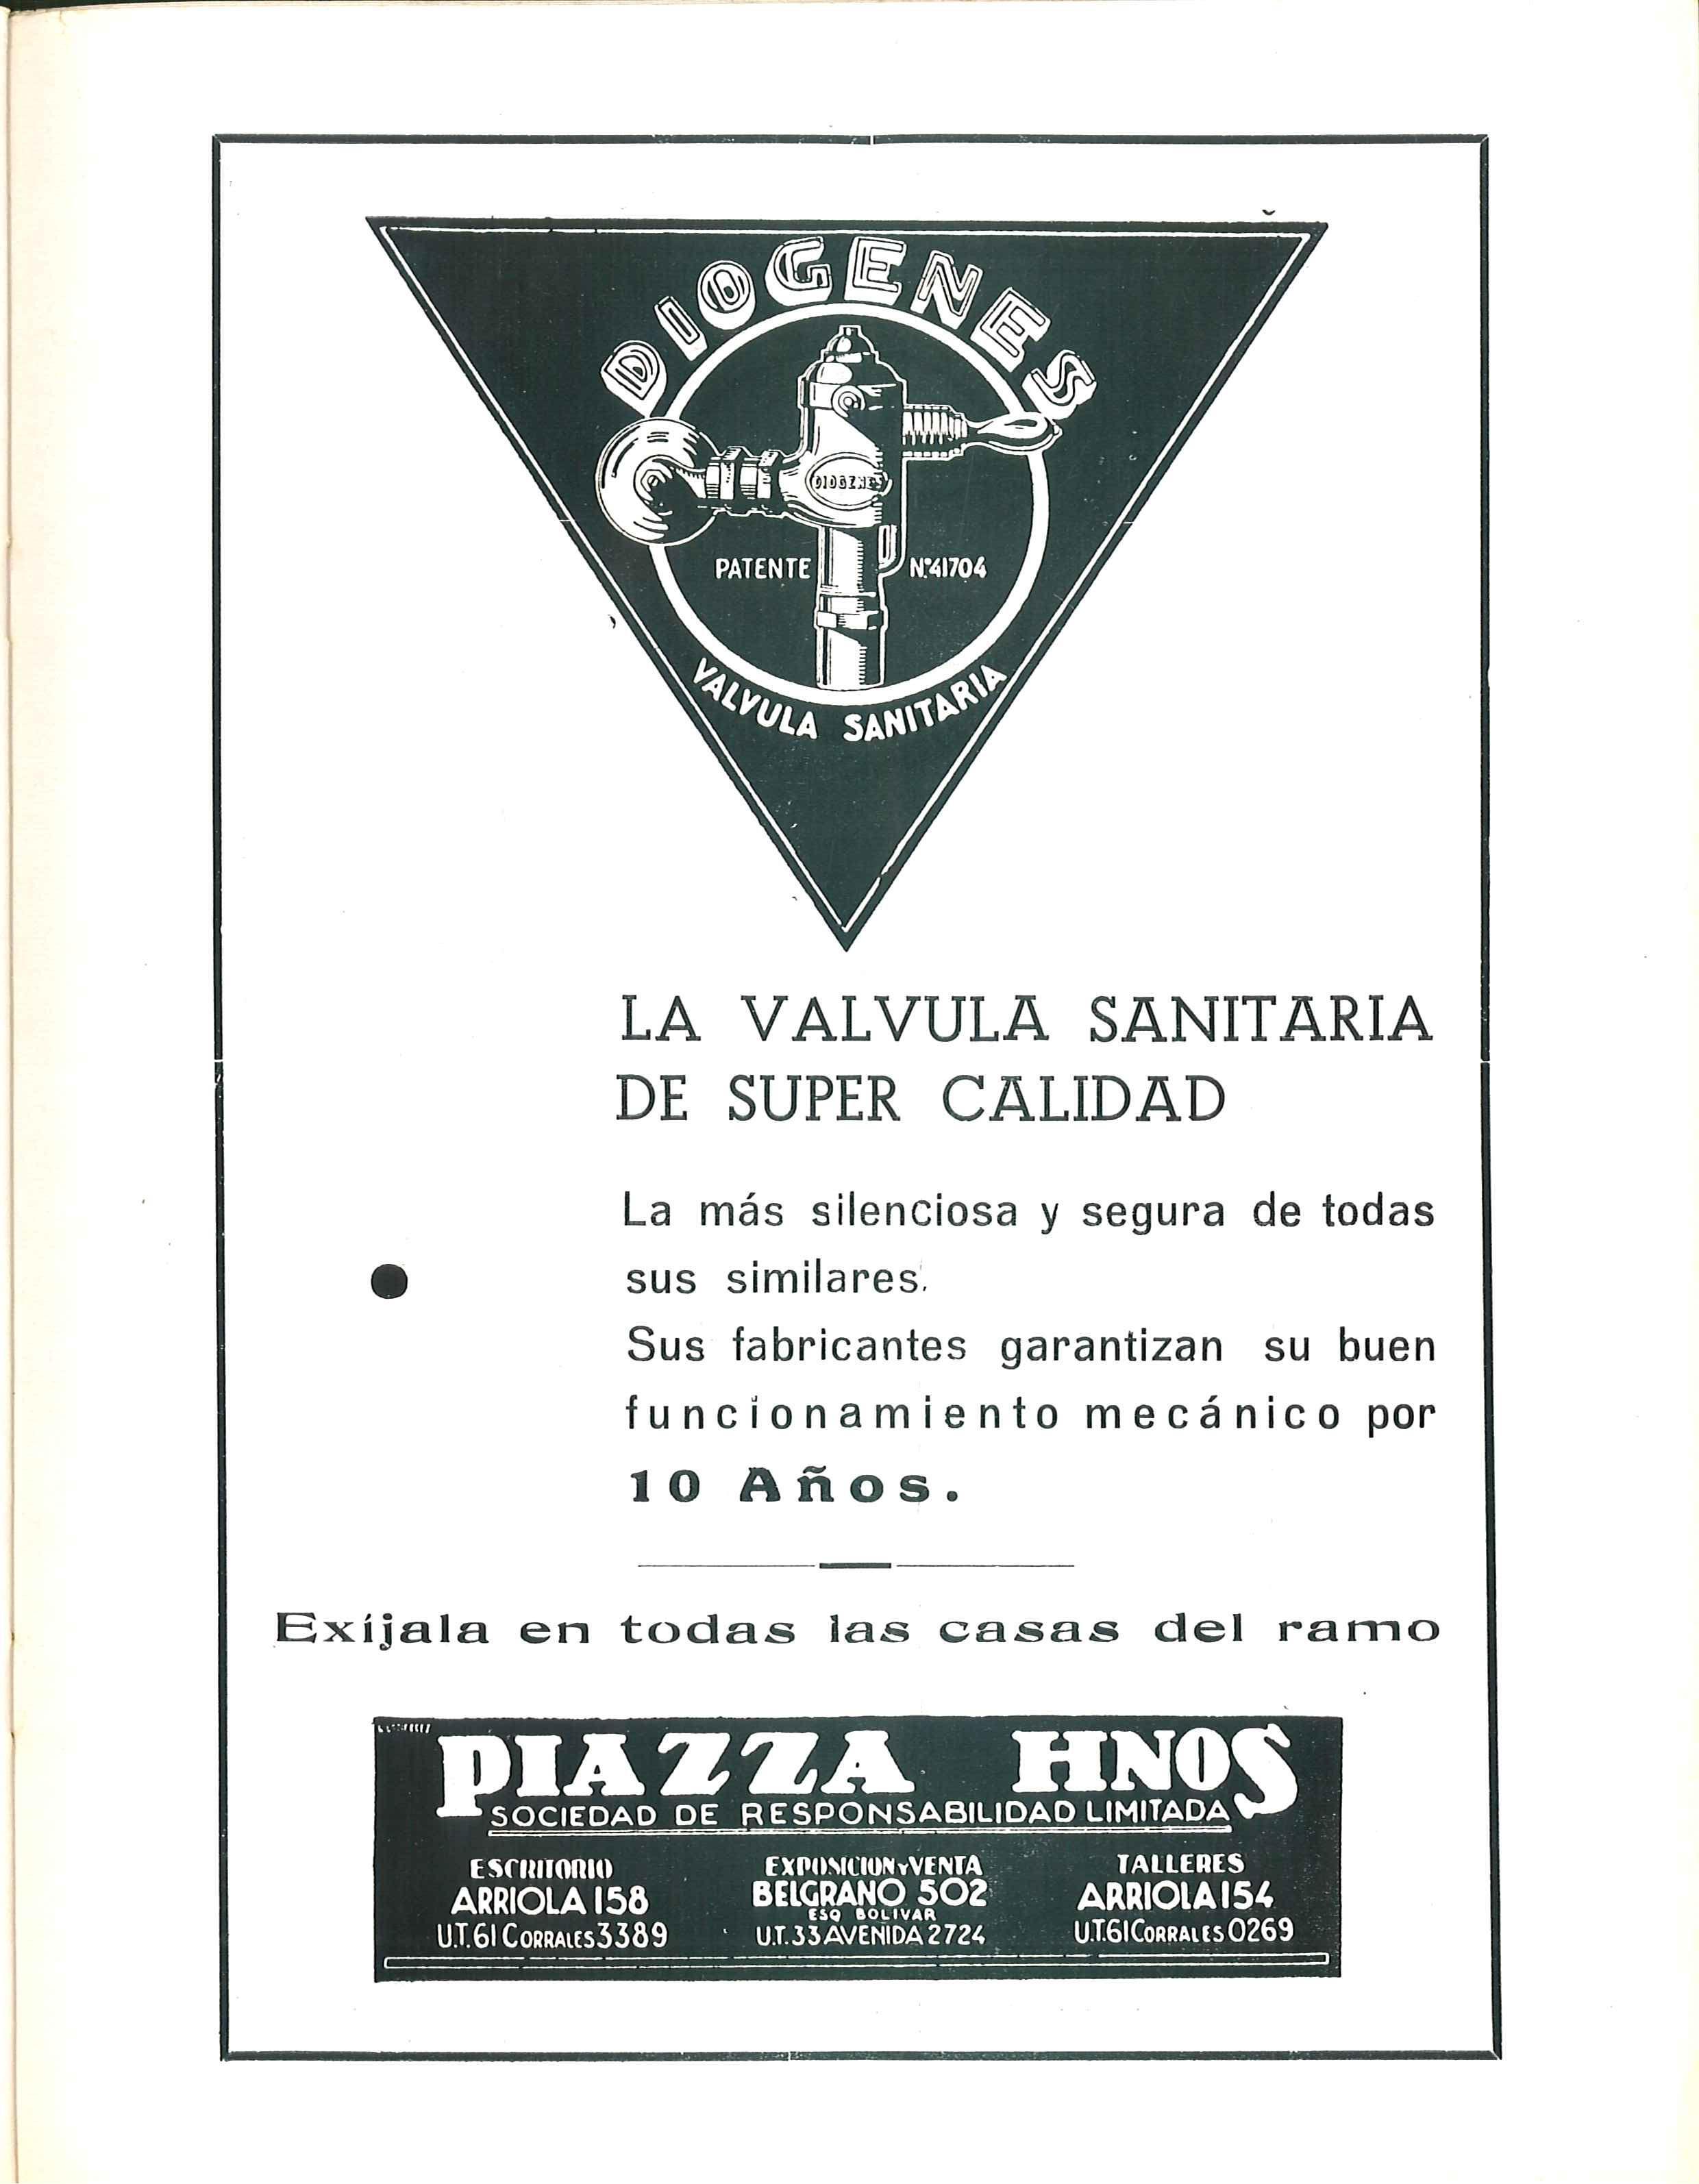 DIOGENES
DIOGENES
PATENTE N°41704
VALVULA SANITARIA
LA VALVULA SANITARIA
DE SUPER CALIDAD
La más silenciosa y segura de todas
sus similares.
Sus fabricantes garantizan su buen
funcionamiento mecánico por
10 Años.
Exíjala en todas las casas del ramo
PIAZZA HNOS
SOCIEDAD DE RESPONSABILIDAD LIMITADA
ESCRITORIO
ARRIOLA 158
U.T. 61 CORRALES 3389
EXPOSICION Y VENTA
BELGRANO 502
ESQ BOLIVAR
U.T. 33 AVENIDA 2724
TALLERES
ARRIOLA 154
U.T. 61 CORRALES 0269